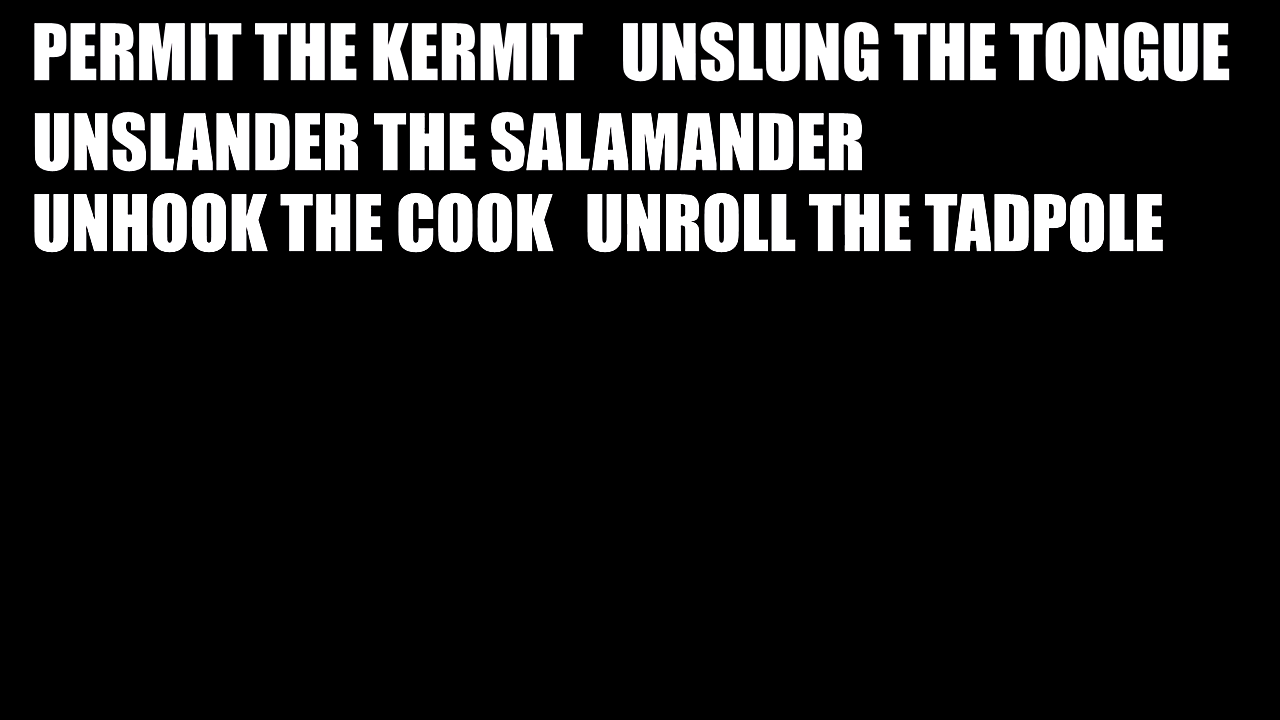 PERMIT THE KERMIT UNSLUNG THE TONGUE
UNSLANDER THE SALAMANDER
UNHOOK THE COOK UNROLL THE TADPOLE